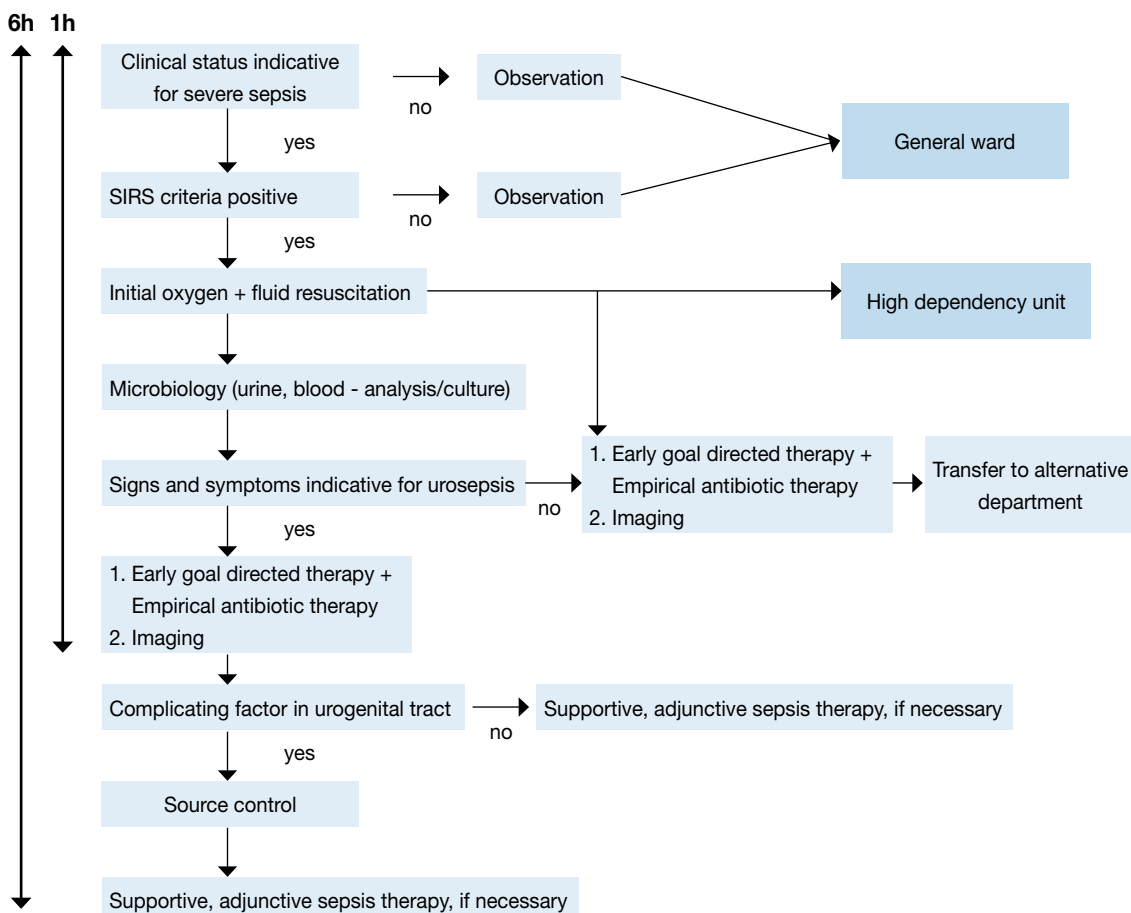 6h 1h
Clinical status indicative
for severe sepsis
no
Observation
General ward
yes
SIRS criteria positive
no
Observation
yes
Initial oxygen + fluid resuscitation
High dependency unit
Microbiology (urine, blood - analysis/culture)
Signs and symptoms indicative for urosepsis
no
1. Early goal directed therapy +
Empirical antibiotic therapy
2. Imaging
Transfer to alternative
department
yes
1. Early goal directed therapy +
Empirical antibiotic therapy
2. Imaging
Complicating factor in urogenital tract
no
Supportive, adjunctive sepsis therapy, if necessary
yes
Source control
Supportive, adjunctive sepsis therapy, if necessary